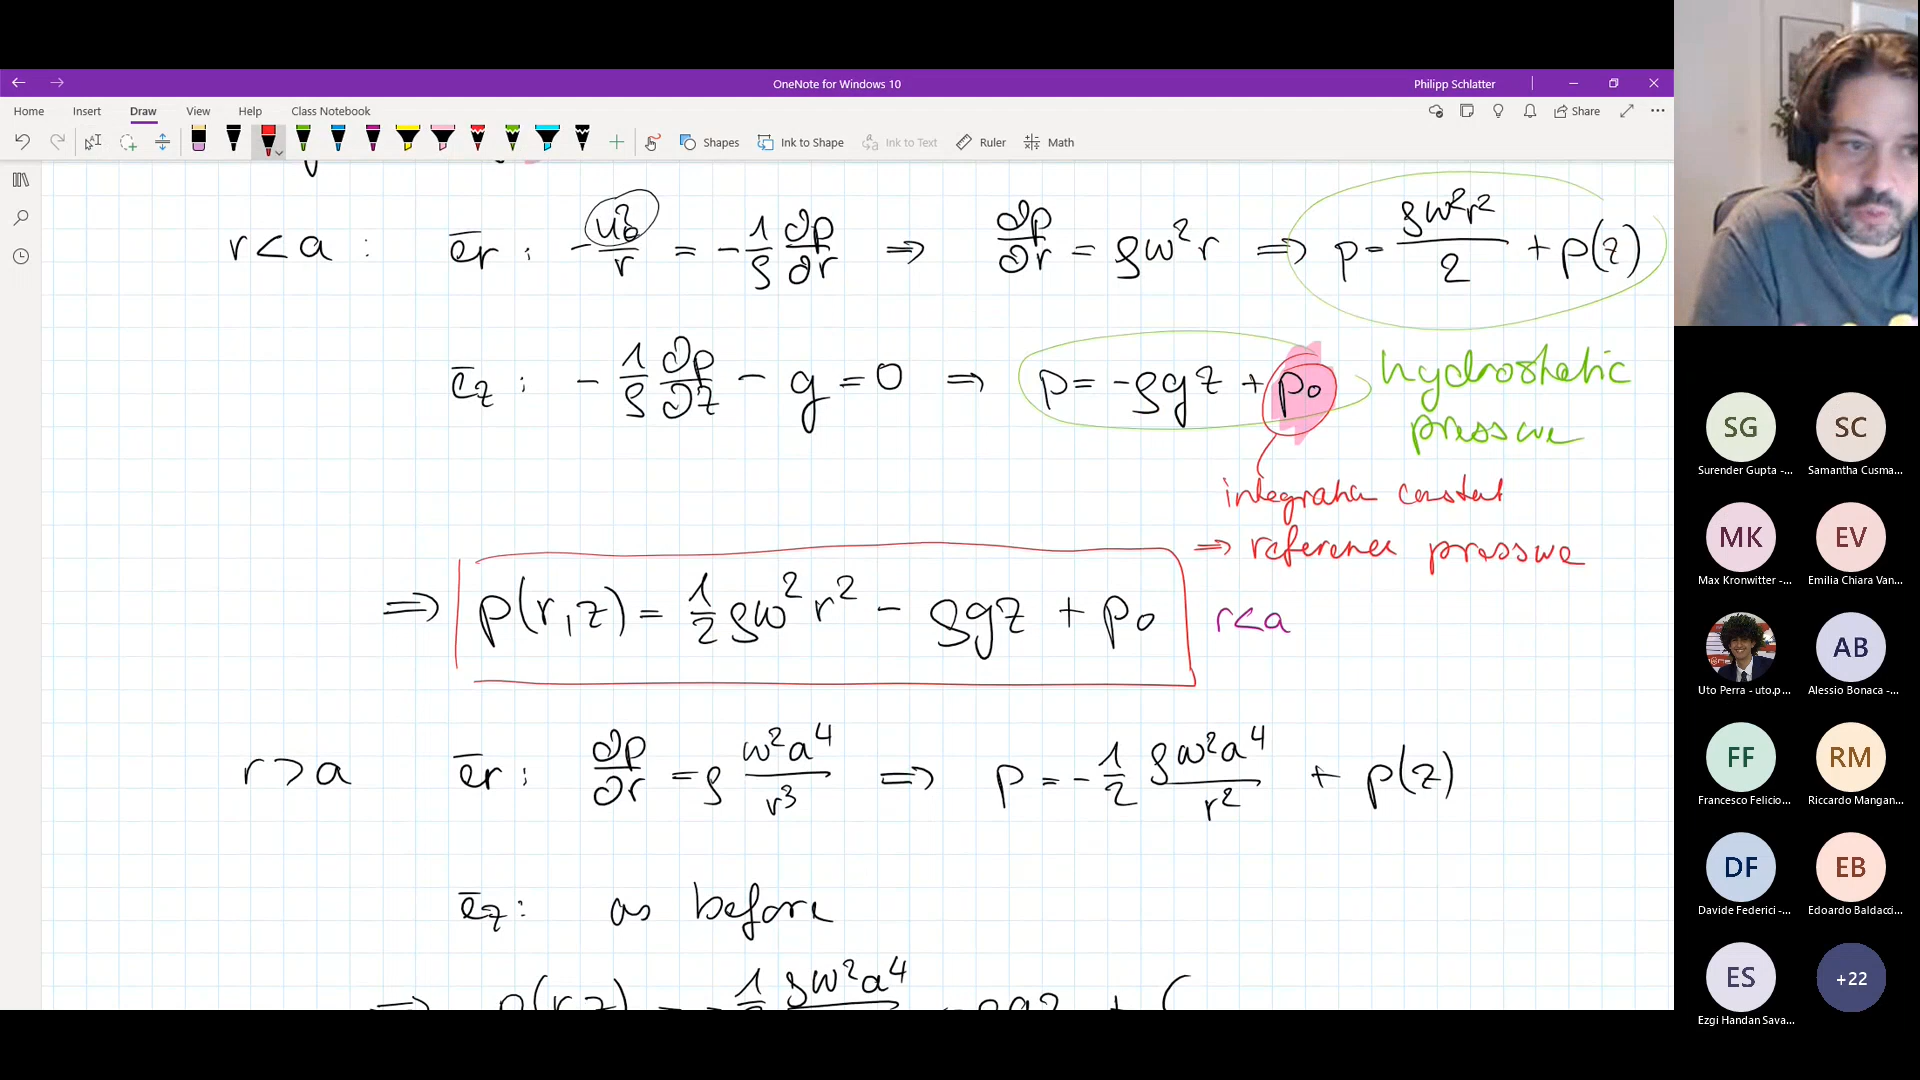 OneNote for Windows 10
Philipp Schlatter
Home Insert Draw View Help Class Notebook
Share
Shapes Ink to Shape Ink to Text Ruler Math
r < a : e̅r : - u_θ²/r = - 1/ρ ∂p/∂r ⇒ ∂p/∂r = ρω²r ⇒ p = ρω²r²/2 + p(z)
e̅z : - 1/ρ ∂p/∂z - g = 0 ⇒ p = -ρgz + p₀ hydrostatic
pressure
integration constant
⇒ reference pressure
⇒ p(r,z) = 1/2 ρω²r² - ρgz + p₀ r<a
r > a e̅r : ∂p/∂r = ρ ω²a⁴/r³ ⇒ p = - 1/2 ρω²a⁴/r² + p(z)
e̅z : as before
SG SC
Surender Gupta -... Samantha Cusma...
MK EV
Max Kronwitter -... Emilia Chiara Van...
AB
Uto Perra - uto.p... Alessio Bonaca -...
FF RM
Francesco Felicio... Riccardo Mangan...
DF EB
Davide Federici -... Edoardo Baldacci...
ES +22
Ezgi Handan Sava...